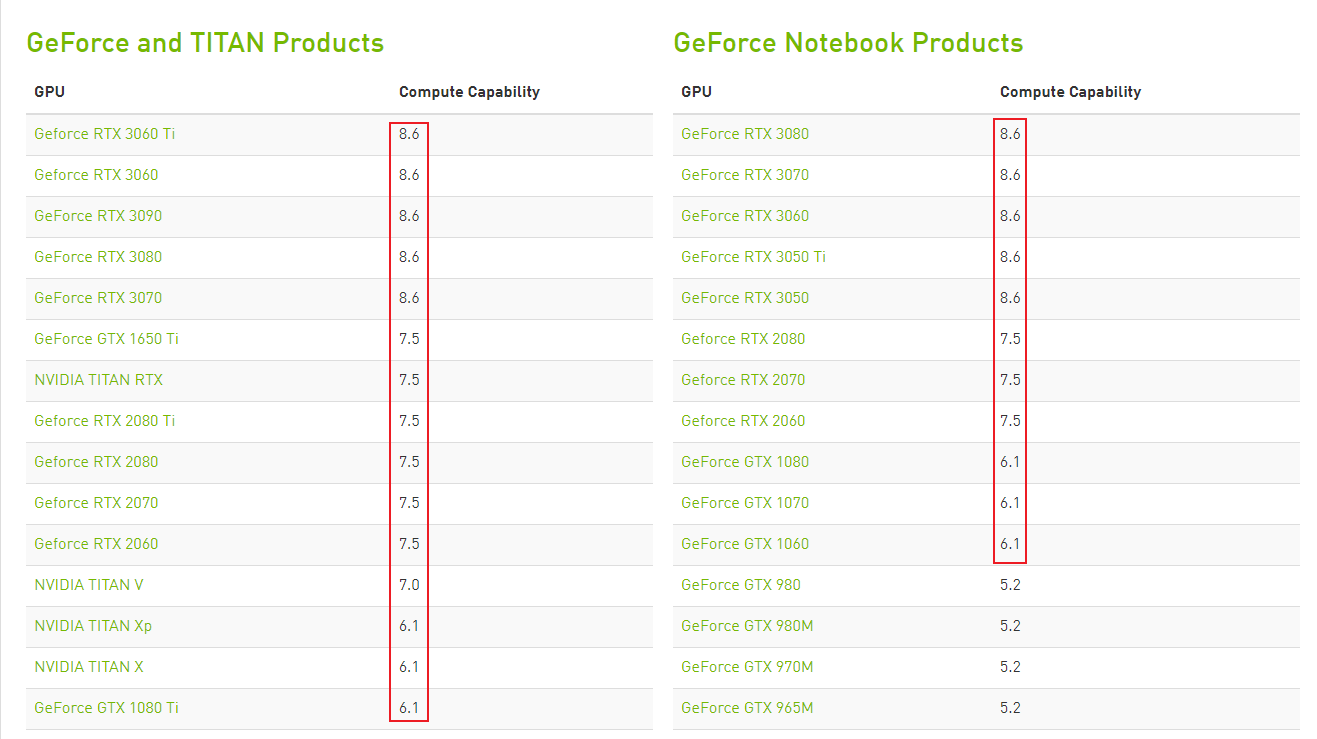 GeForce and TITAN Products
GPU Compute Capability
Geforce RTX 3060 Ti 8.6
Geforce RTX 3060 8.6
GeForce RTX 3090 8.6
GeForce RTX 3080 8.6
GeForce RTX 3070 8.6
GeForce GTX 1650 Ti 7.5
NVIDIA TITAN RTX 7.5
Geforce RTX 2080 Ti 7.5
Geforce RTX 2080 7.5
Geforce RTX 2070 7.5
Geforce RTX 2060 7.5
NVIDIA TITAN V 7.0
NVIDIA TITAN Xp 6.1
NVIDIA TITAN X 6.1
GeForce GTX 1080 Ti 6.1
GeForce Notebook Products
GPU Compute Capability
GeForce RTX 3080 8.6
GeForce RTX 3070 8.6
GeForce RTX 3060 8.6
GeForce RTX 3050 Ti 8.6
GeForce RTX 3050 8.6
Geforce RTX 2080 7.5
Geforce RTX 2070 7.5
Geforce RTX 2060 7.5
GeForce GTX 1080 6.1
GeForce GTX 1070 6.1
GeForce GTX 1060 6.1
GeForce GTX 980 5.2
GeForce GTX 980M 5.2
GeForce GTX 970M 5.2
GeForce GTX 965M 5.2